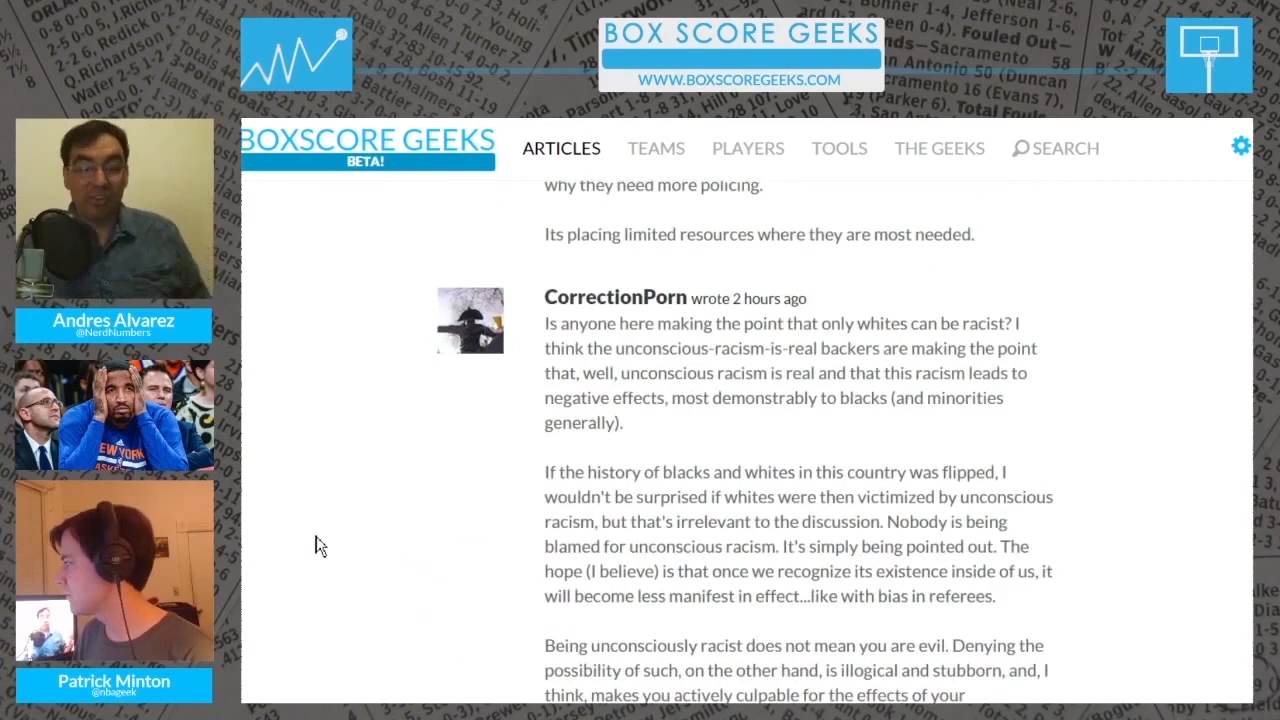 BOX SCORE GEEKS
WWW.BOXSCOREGEEKS.COM
BOXSCORE GEEKS
BETA!
ARTICLES TEAMS PLAYERS TOOLS THE GEEKS SEARCH
why they need more policing.
Its placing limited resources where they are most needed.
CorrectionPorn wrote 2 hours ago
Is anyone here making the point that only whites can be racist? I
think the unconscious-racism-is-real backers are making the point
that, well, unconscious racism is real and that this racism leads to
negative effects, most demonstrably to blacks (and minorities
generally).
If the history of blacks and whites in this country was flipped, I
wouldn't be surprised if whites were then victimized by unconscious
racism, but that's irrelevant to the discussion. Nobody is being
blamed for unconscious racism. It's simply being pointed out. The
hope (I believe) is that once we recognize its existence inside of us, it
will become less manifest in effect...like with bias in referees.
Being unconsciously racist does not mean you are evil. Denying the
possibility of such, on the other hand, is illogical and stubborn, and, I
think, makes you actively culpable for the effects of your
Andres Alvarez
@NerdNumbers
NEW YORK
Patrick Minton
@nbageek